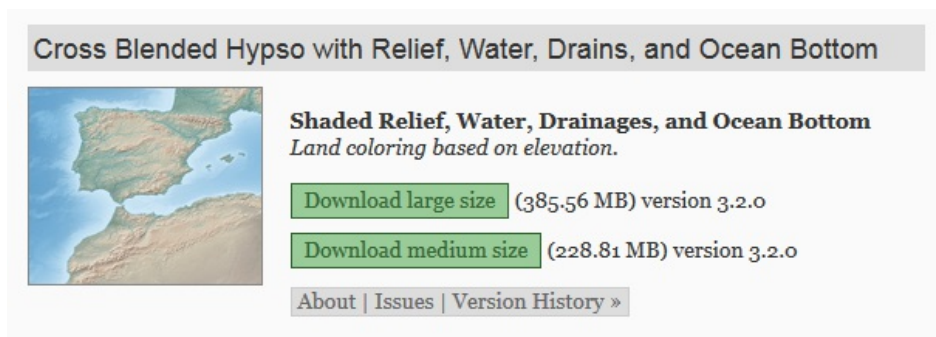 Cross Blended Hypso with Relief, Water, Drains, and Ocean Bottom
Shaded Relief, Water, Drainages, and Ocean Bottom
Land coloring based on elevation.
Download large size (385.56 MB) version 3.2.0
Download medium size (228.81 MB) version 3.2.0
About | Issues | Version History »